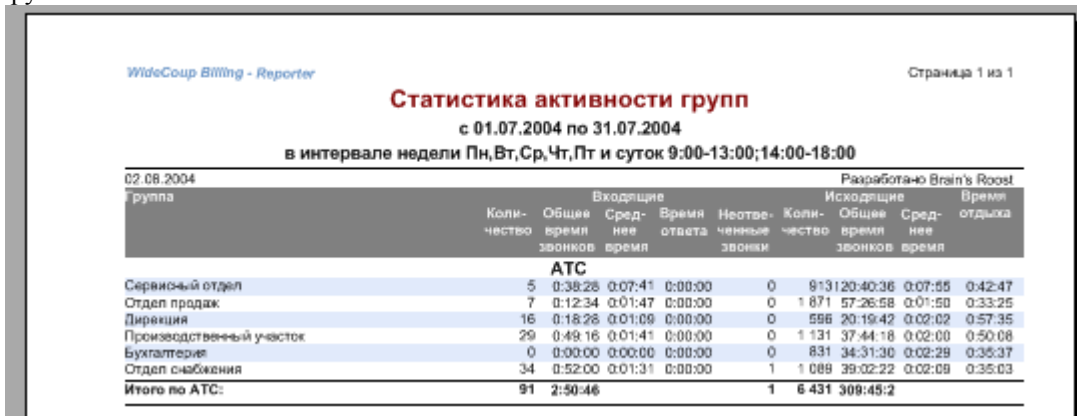 WideCoup Billing - Reporter Страница 1 из 1
Статистика активности групп
с 01.07.2004 по 31.07.2004
в интервале недели Пн,Вт,Ср,Чт,Пт и суток 9:00-13:00;14:00-18:00
02.08.2004 Разработано Brain's Roost
Группа Входящие Исходящие Время
Коли- Общее Сред- Время Неотве- Коли- Общее Сред- отдыха
чество время нее ответа ченные чество время нее
звонков время звонки звонков время
АТС
Сервисный отдел 5 0:38:28 0:07:41 0:00:00 0 913 120:40:36 0:07:55 0:42:47
Отдел продаж 7 0:12:34 0:01:47 0:00:00 0 1 871 57:26:58 0:01:50 0:33:25
Дирекция 16 0:18:28 0:01:09 0:00:00 0 596 20:19:42 0:02:02 0:57:35
Производственный участок 29 0:49:16 0:01:41 0:00:00 0 1 131 37:44:18 0:02:00 0:50:08
Бухгалтерия 0 0:00:00 0:00:00 0:00:00 0 831 34:31:30 0:02:29 0:35:37
Отдел снабжения 34 0:52:00 0:01:31 0:00:00 1 1 089 39:02:22 0:02:09 0:35:03
Итого по АТС: 91 2:50:46 1 6 431 309:45:2